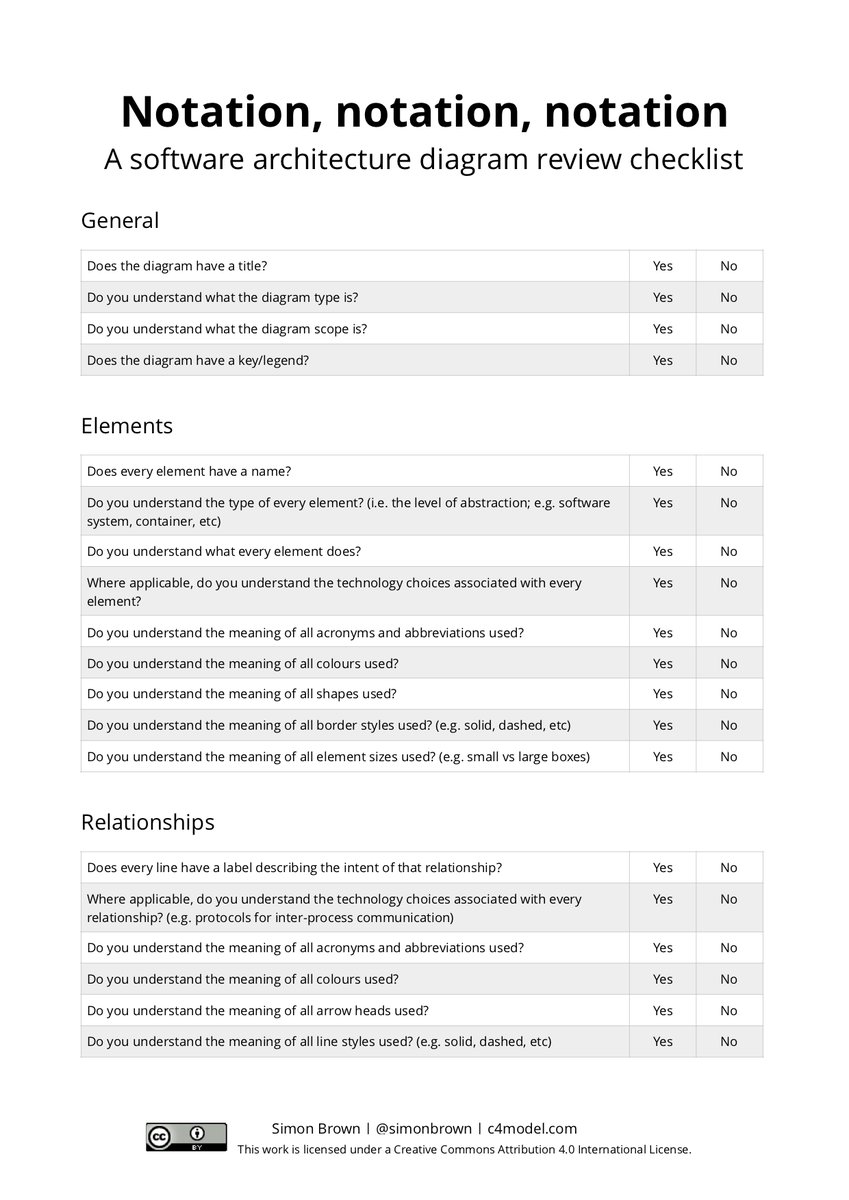 Notation, notation, notation
A software architecture diagram review checklist
General
Does the diagram have a title? Yes No
Do you understand what the diagram type is? Yes No
Do you understand what the diagram scope is? Yes No
Does the diagram have a key/legend? Yes No
Elements
Does every element have a name? Yes No
Do you understand the type of every element? (i.e. the level of abstraction; e.g. software Yes No
system, container, etc)
Do you understand what every element does? Yes No
Where applicable, do you understand the technology choices associated with every Yes No
element?
Do you understand the meaning of all acronyms and abbreviations used? Yes No
Do you understand the meaning of all colours used? Yes No
Do you understand the meaning of all shapes used? Yes No
Do you understand the meaning of all border styles used? (e.g. solid, dashed, etc) Yes No
Do you understand the meaning of all element sizes used? (e.g. small vs large boxes) Yes No
Relationships
Does every line have a label describing the intent of that relationship? Yes No
Where applicable, do you understand the technology choices associated with every Yes No
relationship? (e.g. protocols for inter-process communication)
Do you understand the meaning of all acronyms and abbreviations used? Yes No
Do you understand the meaning of all colours used? Yes No
Do you understand the meaning of all arrow heads used? Yes No
Do you understand the meaning of all line styles used? (e.g. solid, dashed, etc) Yes No
cc BY
Simon Brown | @simonbrown | c4model.com
This work is licensed under a Creative Commons Attribution 4.0 International License.